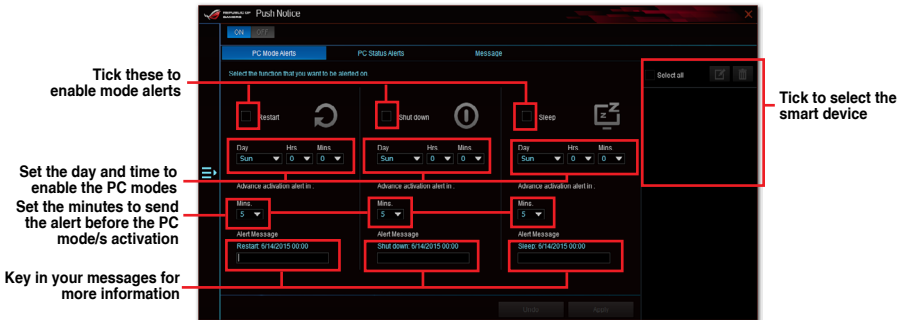 REPUBLIC OF
GAMERS
Push Notice
ON OFF
PC Mode Alerts PC Status Alerts Message
Select the function that you want to be alerted on
Select all
Restart Shut down Sleep
Z Z
Day Hrs. Mins. Day Hrs. Mins. Day Hrs. Mins.
Sun 0 0 Sun 0 0 Sun 0 0
Advance activation alert in : Advance activation alert in : Advance activation alert in :
Mins. Mins. Mins.
5 5 5
Alert Message Alert Message Alert Message
Restart: 6/14/2015 00:00 Shut down: 6/14/2015 00:00 Sleep: 6/14/2015 00:00
Undo Apply
Tick these to
enable mode alerts
Set the day and time to
enable the PC modes
Set the minutes to send
the alert before the PC
mode/s activation
Key in your messages for
more information
Tick to select the
smart device